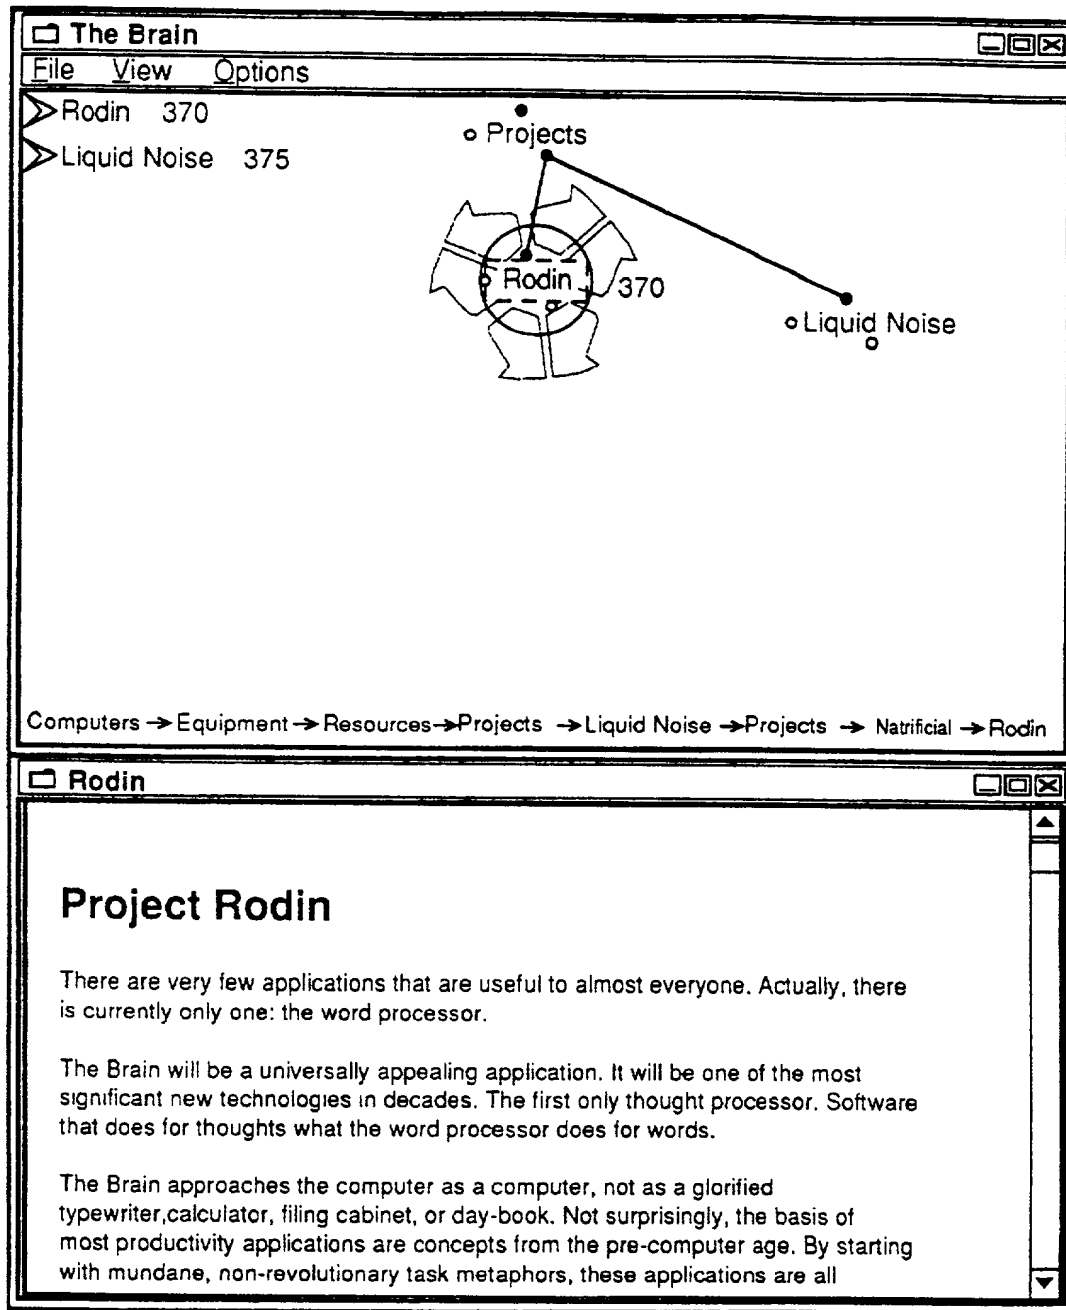 The Brain
File View Options
Rodin 370
Liquid Noise 375
Projects
Rodin 370
Liquid Noise
Computers → Equipment → Resources → Projects → Liquid Noise → Projects → Natrificial → Rodin
Rodin
Project Rodin
There are very few applications that are useful to almost everyone. Actually, there
is currently only one: the word processor.
The Brain will be a universally appealing application. It will be one of the most
significant new technologies in decades. The first only thought processor. Software
that does for thoughts what the word processor does for words.
The Brain approaches the computer as a computer, not as a glorified
typewriter,calculator, filing cabinet, or day-book. Not surprisingly, the basis of
most productivity applications are concepts from the pre-computer age. By starting
with mundane, non-revolutionary task metaphors, these applications are all